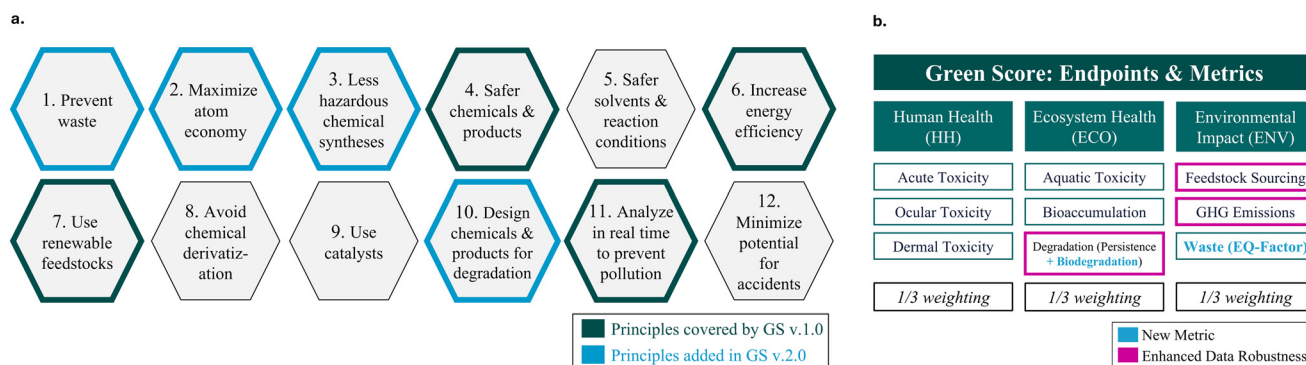 a.
1. Prevent
waste
2. Maximize
atom
economy
3. Less
hazardous
chemical
syntheses
4. Safer
chemicals
& products
5. Safer
solvents &
reaction
conditions
6. Increase
energy
efficiency
7. Use
renewable
feedstocks
8. Avoid
chemical
derivatiz-
ation
9. Use
catalysts
10. Design
chemicals &
products for
degradation
11. Analyze
in real time
to prevent
pollution
12.
Minimize
potential for
accidents
Principles covered by GS v.1.0
Principles added in GS v.2.0
b.
Green Score: Endpoints & Metrics
Human Health
(HH)
Ecosystem Health
(ECO)
Environmental
Impact (ENV)
Acute Toxicity
Aquatic Toxicity
Feedstock Sourcing
Ocular Toxicity
Bioaccumulation
GHG Emissions
Dermal Toxicity
Degradation (Persistence
+ Biodegradation)
Waste (EQ-Factor)
1/3 weighting
1/3 weighting
1/3 weighting
New Metric
Enhanced Data Robustness